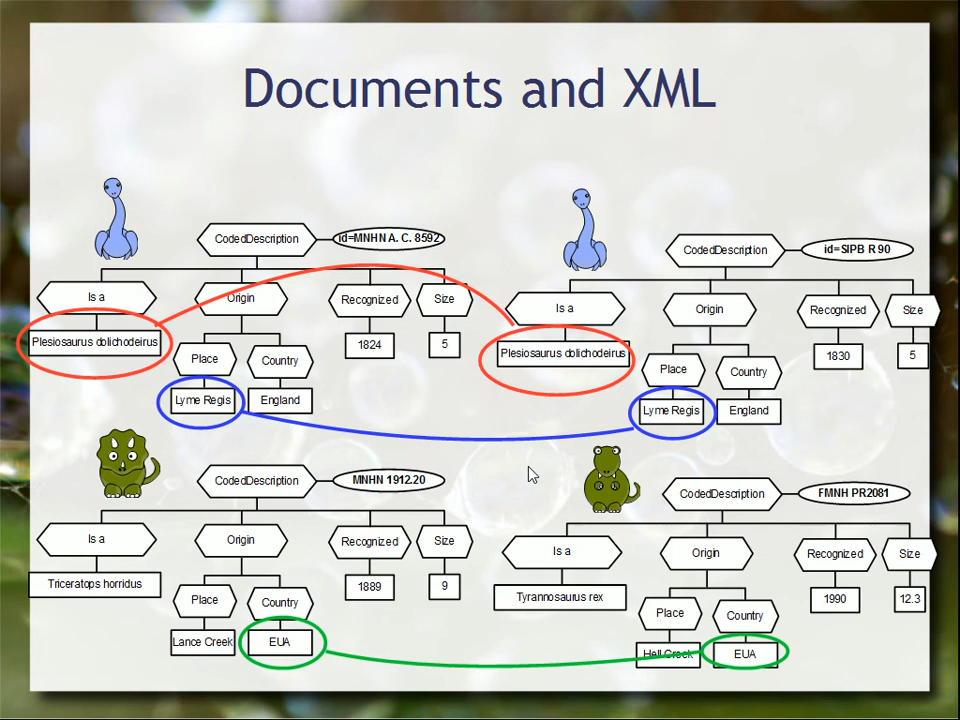 Documents and XML
CodedDescription
id=MNHN A. C. 8592
Is a
Origin
Recognized
Size
Plesiosaurus dolichodeirus
1824
5
Place
Country
Lyme Regis
England
CodedDescription
id=SIPB R 90
Is a
Origin
Recognized
Size
Plesiosaurus dolichodeirus
1830
5
Place
Country
Lyme Regis
England
CodedDescription
MNHN 1912.20
Is a
Origin
Recognized
Size
Triceratops horridus
1889
9
Place
Country
Lance Creek
EUA
CodedDescription
FMNH PR2081
Is a
Origin
Recognized
Size
Tyrannosaurus rex
1990
12.3
Place
Country
Hell Creek
EUA